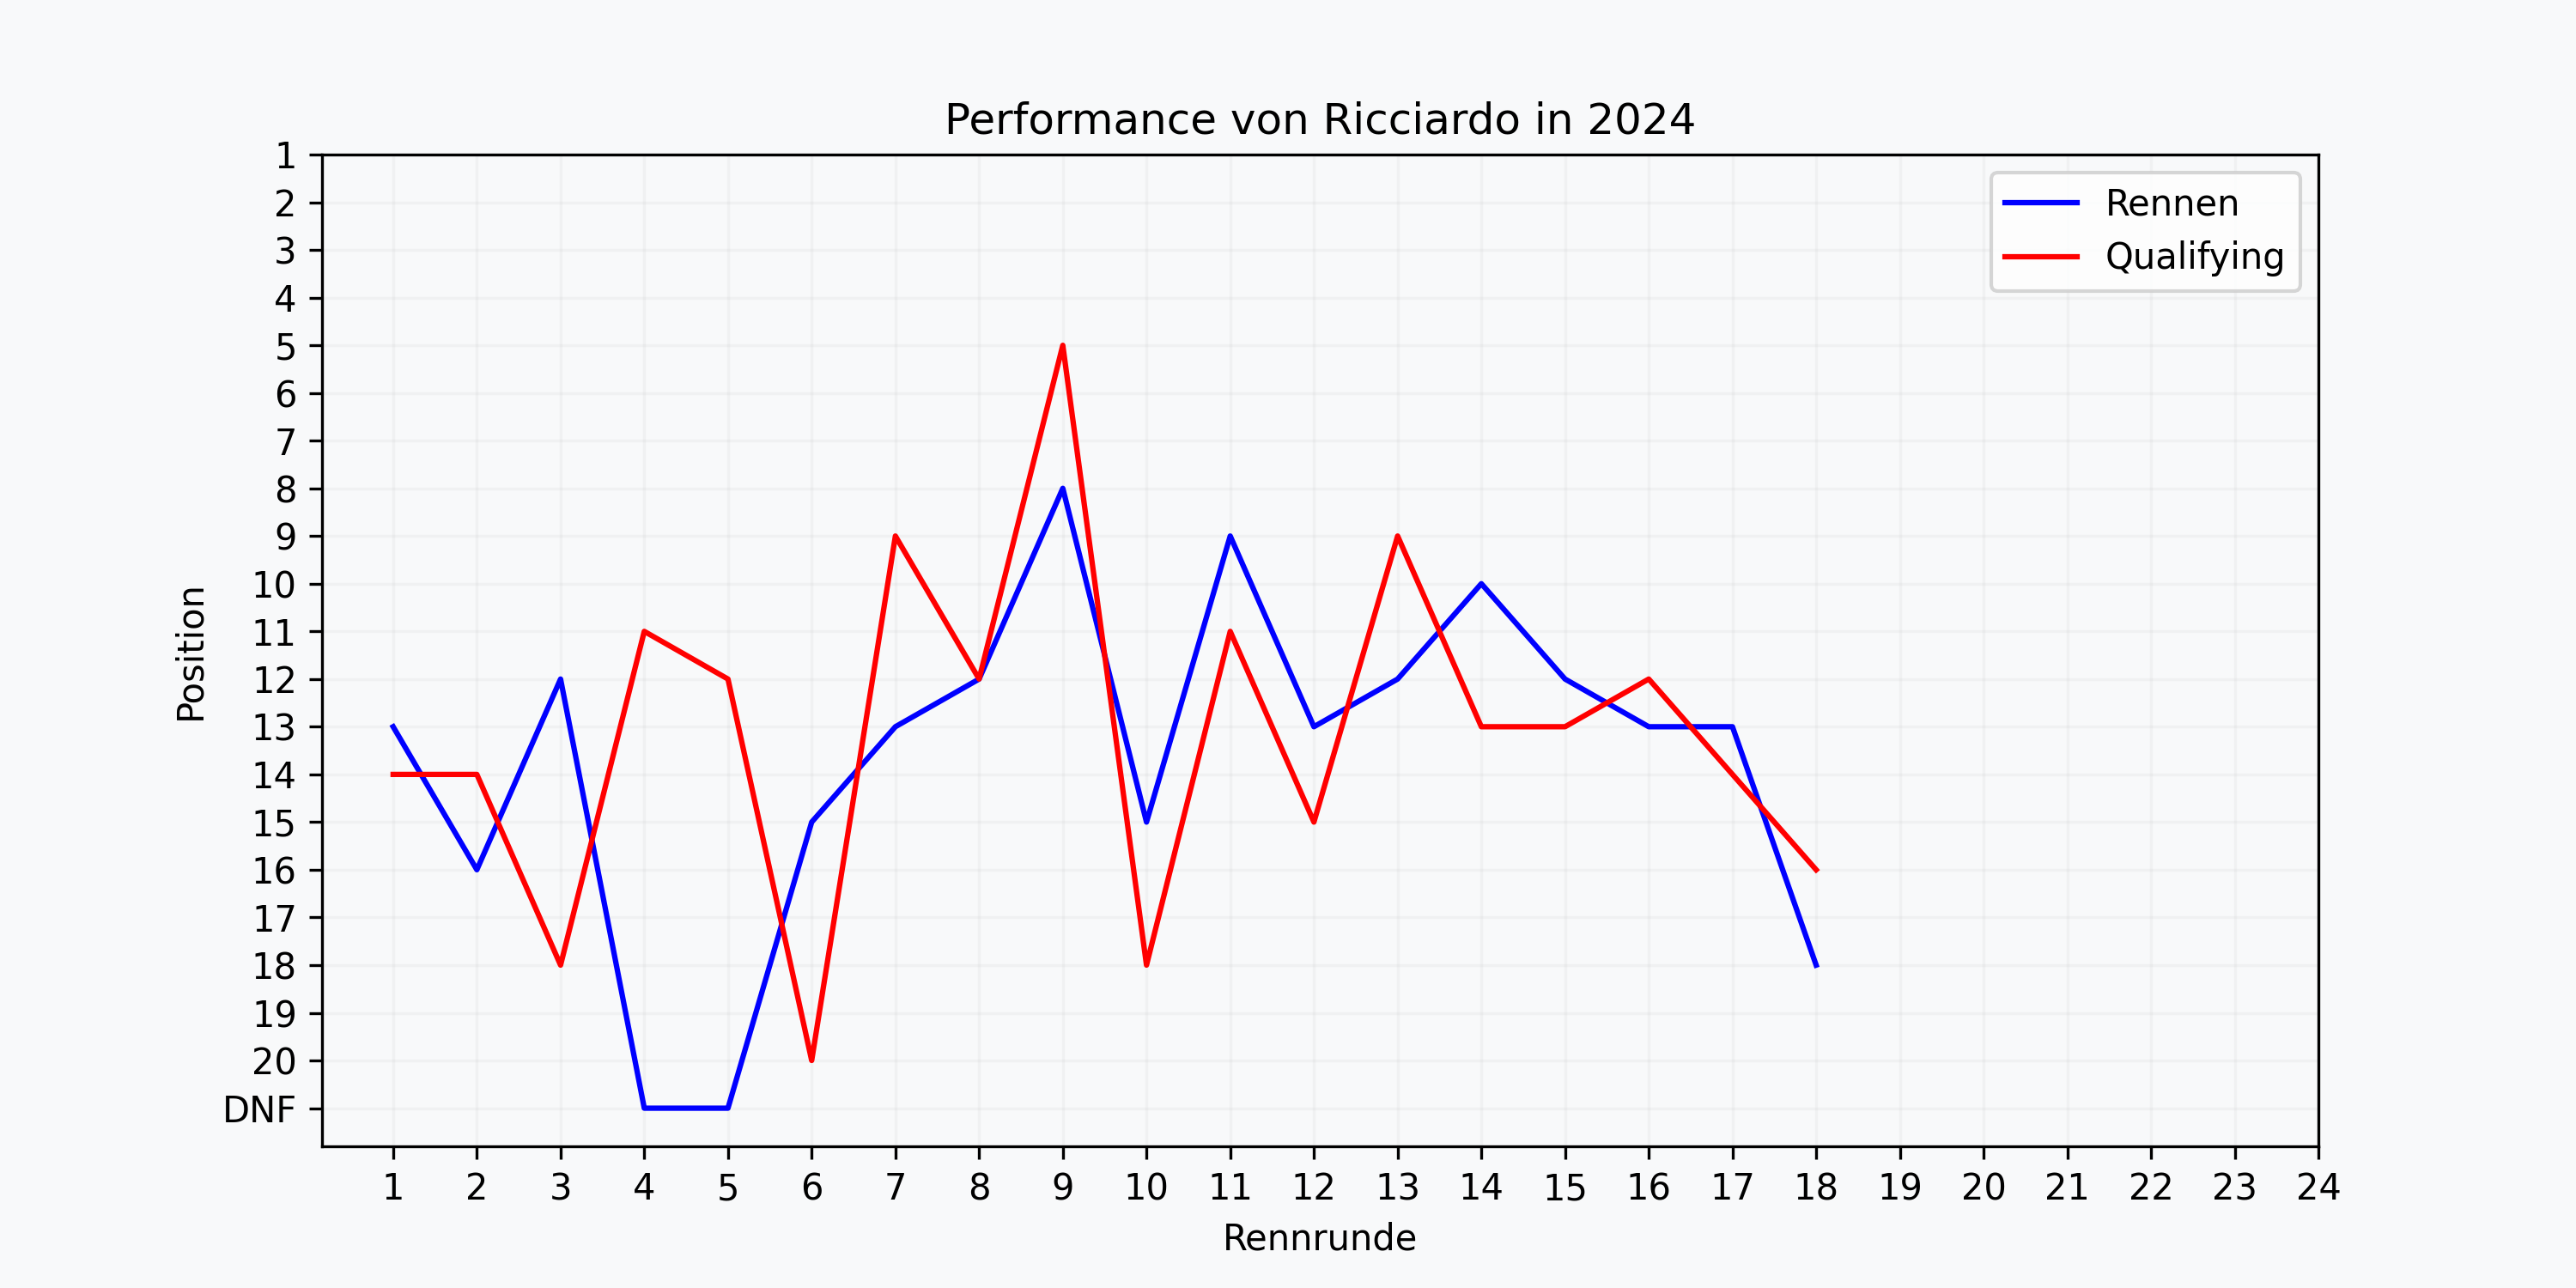 Performance von Ricciardo in 2024
Rennen
Qualifying
Position
1
2
3
4
5
6
7
8
9
10
11
12
13
14
15
16
17
18
19
20
DNF
1 2 3 4 5 6 7 8 9 10 11 12 13 14 15 16 17 18 19 20 21 22 23 24
Rennrunde